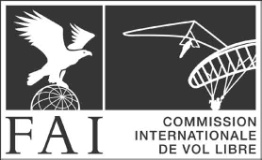 FAI
COMMISSION
INTERNATIONALE
DE VOL LIBRE